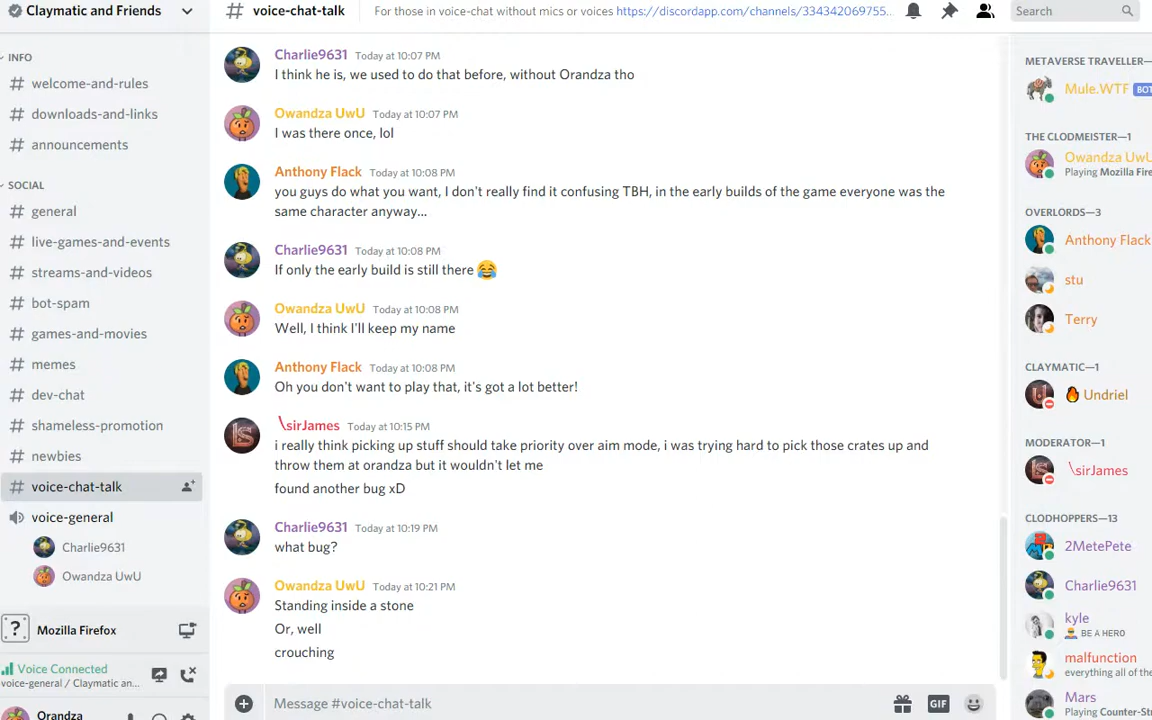 Claymatic and Friends
INFO
# welcome-and-rules
# downloads-and-links
# announcements
SOCIAL
# general
# live-games-and-events
# streams-and-videos
# bot-spam
# games-and-movies
# memes
# dev-chat
# shameless-promotion
# newbies
# voice-chat-talk
voice-general
Charlie9631
Owandza UwU
? Mozilla Firefox
Voice Connected
voice-general / Claymatic an...
Orandza
# voice-chat-talk
For those in voice-chat without mics or voices https://discordapp.com/channels/334342069755...
Search
Charlie9631 Today at 10:07 PM
I think he is, we used to do that before, without Orandza tho
Owandza UwU Today at 10:07 PM
I was there once, lol
Anthony Flack Today at 10:08 PM
you guys do what you want, I don't really find it confusing TBH, in the early builds of the game everyone was the
same character anyway...
Charlie9631 Today at 10:08 PM
If only the early build is still there 😂
Owandza UwU Today at 10:08 PM
Well, I think I'll keep my name
Anthony Flack Today at 10:08 PM
Oh you don't want to play that, it's got a lot better!
\sirJames Today at 10:15 PM
i really think picking up stuff should take priority over aim mode, i was trying hard to pick those crates up and
throw them at orandza but it wouldn't let me
found another bug xD
Charlie9631 Today at 10:19 PM
what bug?
Owandza UwU Today at 10:21 PM
Standing inside a stone
Or, well
crouching
Message #voice-chat-talk
GIF
METAVERSE TRAVELLER—
Mule.WTF BOT
THE CLODMEISTER—1
Owandza UwU
Playing Mozilla Fire
OVERLORDS—3
Anthony Flack
stu
Terry
CLAYMATIC—1
🔥 Undriel
MODERATOR—1
\sirJames
CLODHOPPERS—13
2MetePete
Charlie9631
kyle
BE A HERO
malfunction
everything all of the
Mars
Playing Counter-Str